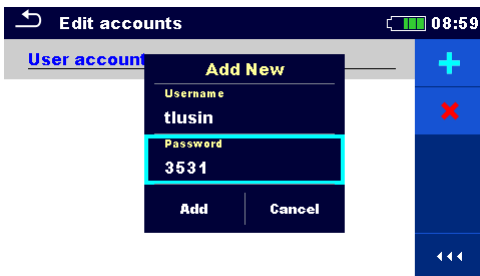 Edit accounts
08:59
User account
Add New
Username
tlusin
Password
3531
Add
Cancel